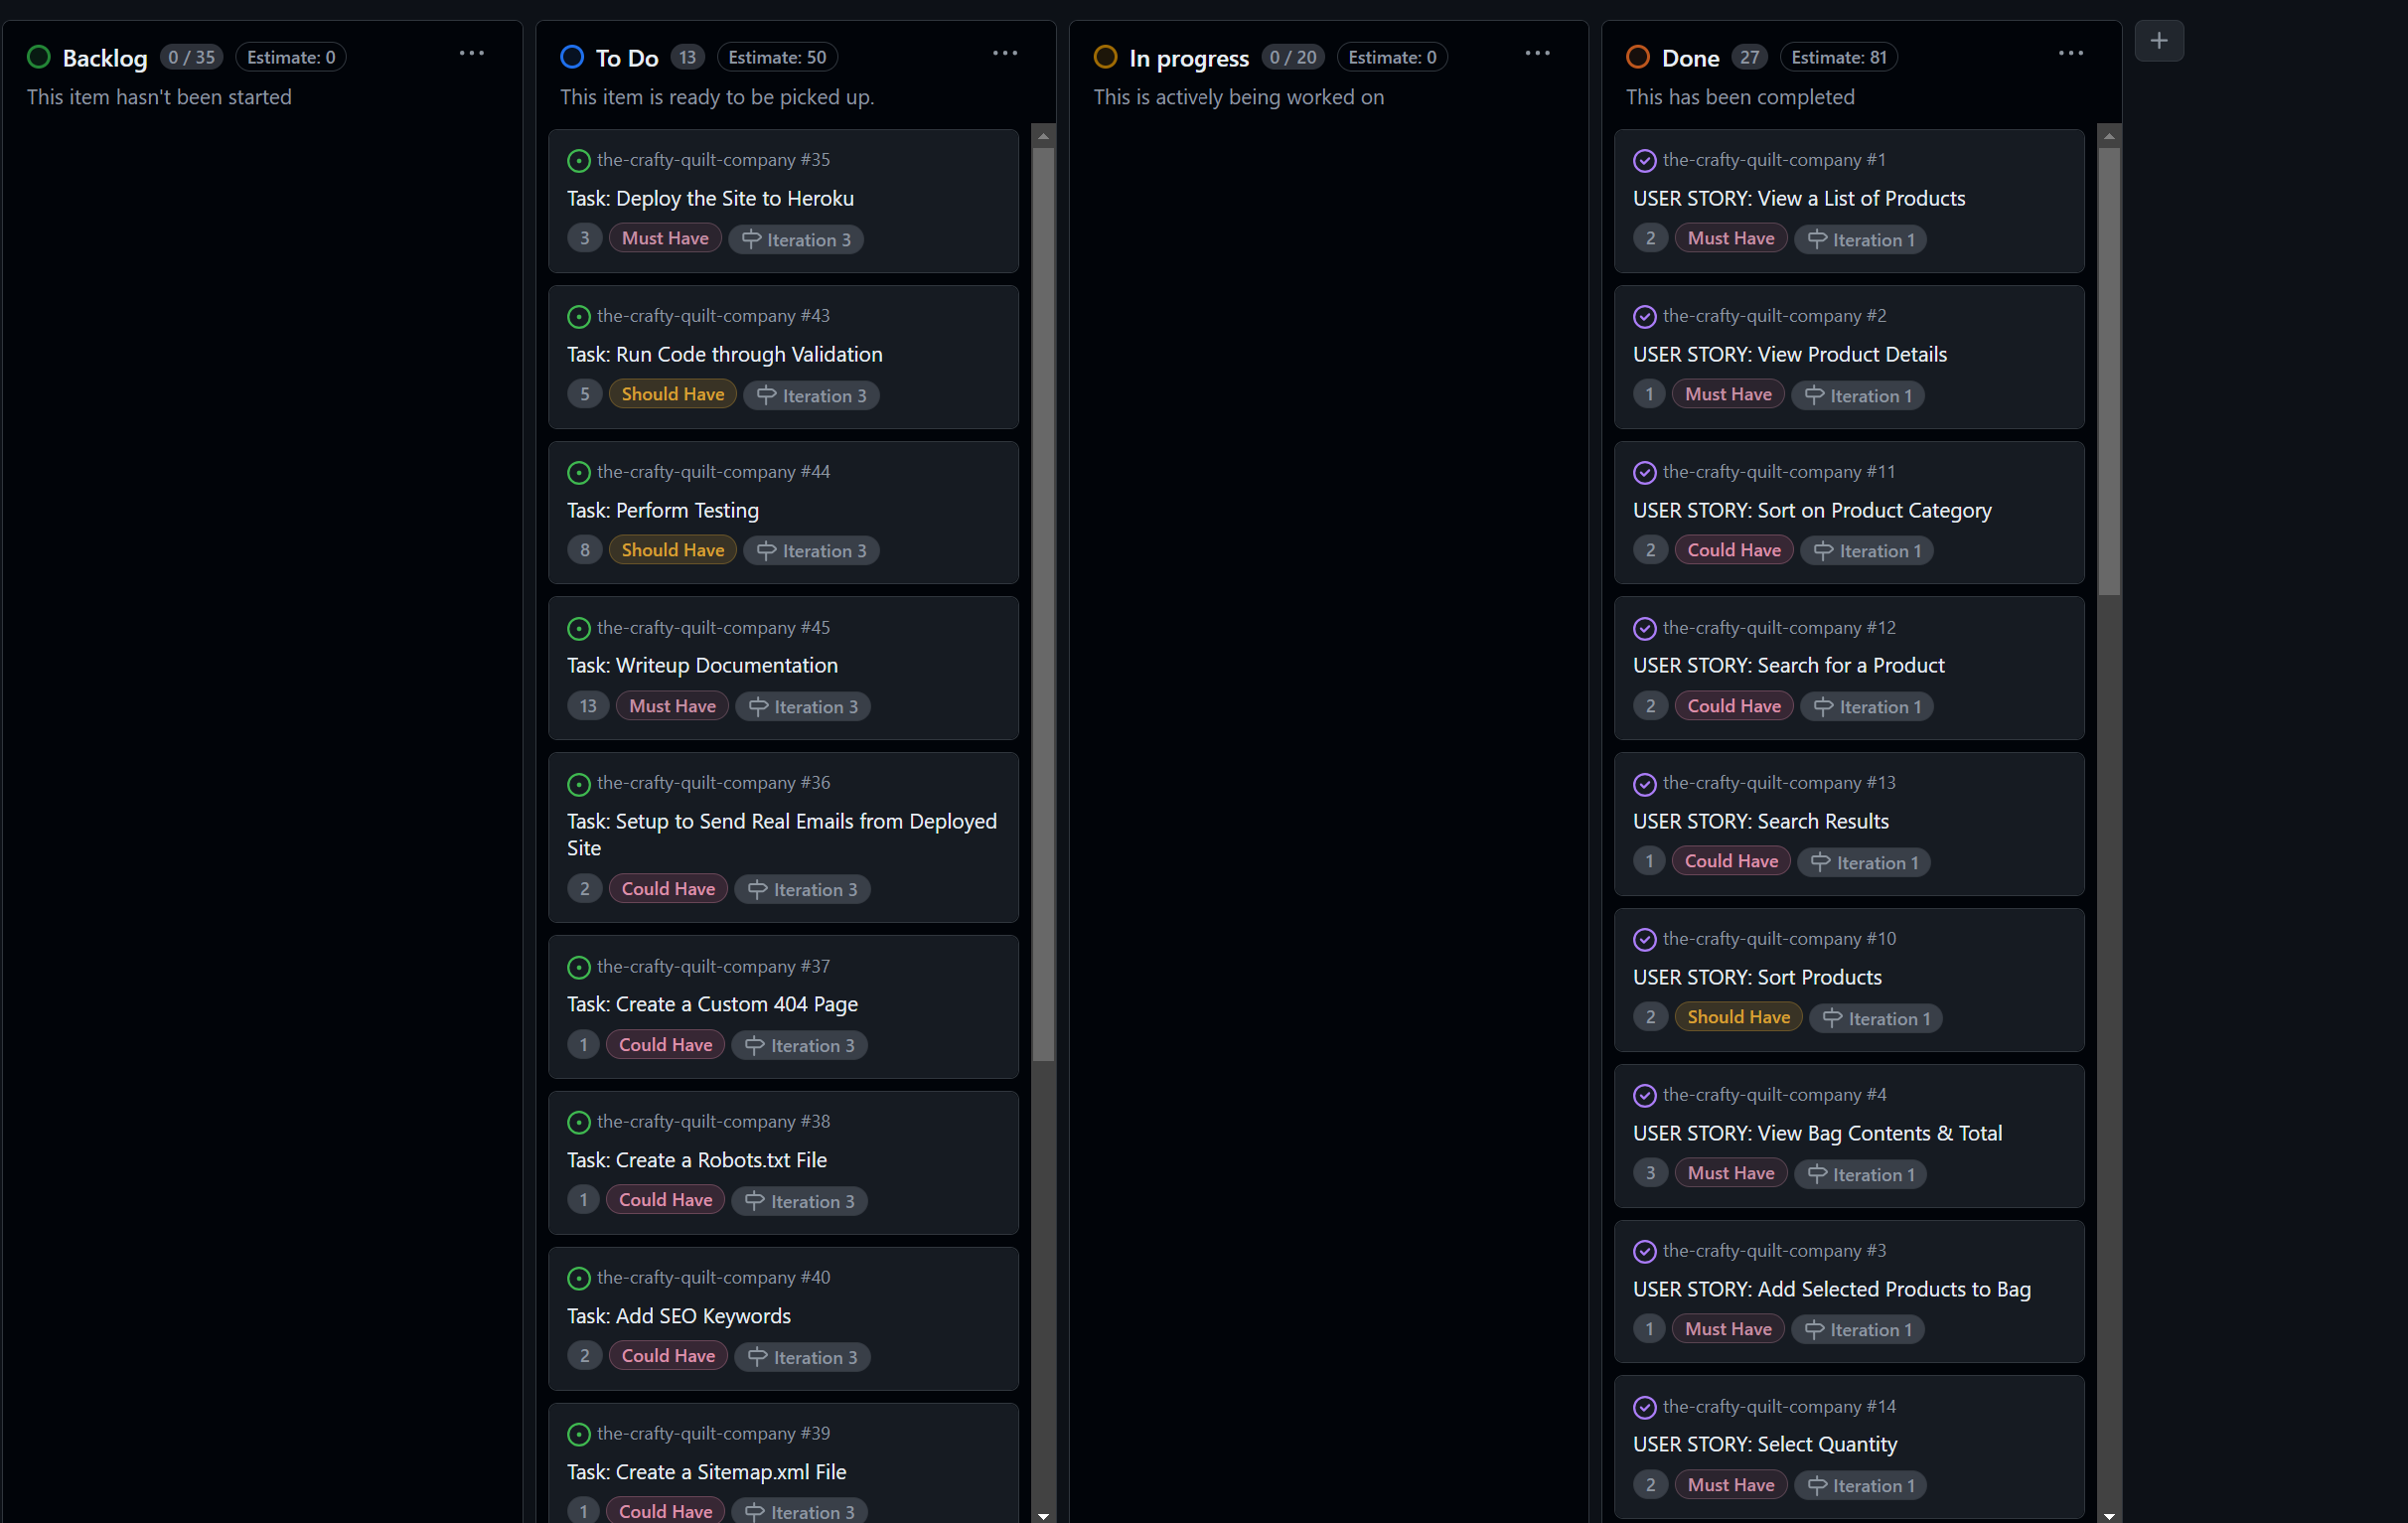 Backlog 0 / 35 Estimate: 0
This item hasn't been started
To Do 13 Estimate: 50
This item is ready to be picked up.
the-crafty-quilt-company #35
Task: Deploy the Site to Heroku
3 Must Have Iteration 3
the-crafty-quilt-company #43
Task: Run Code through Validation
5 Should Have Iteration 3
the-crafty-quilt-company #44
Task: Perform Testing
8 Should Have Iteration 3
the-crafty-quilt-company #45
Task: Writeup Documentation
13 Must Have Iteration 3
the-crafty-quilt-company #36
Task: Setup to Send Real Emails from Deployed
Site
2 Could Have Iteration 3
the-crafty-quilt-company #37
Task: Create a Custom 404 Page
1 Could Have Iteration 3
the-crafty-quilt-company #38
Task: Create a Robots.txt File
1 Could Have Iteration 3
the-crafty-quilt-company #40
Task: Add SEO Keywords
2 Could Have Iteration 3
the-crafty-quilt-company #39
Task: Create a Sitemap.xml File
1 Could Have Iteration 3
In progress 0 / 20 Estimate: 0
This is actively being worked on
Done 27 Estimate: 81
This has been completed
the-crafty-quilt-company #1
USER STORY: View a List of Products
2 Must Have Iteration 1
the-crafty-quilt-company #2
USER STORY: View Product Details
1 Must Have Iteration 1
the-crafty-quilt-company #11
USER STORY: Sort on Product Category
2 Could Have Iteration 1
the-crafty-quilt-company #12
USER STORY: Search for a Product
2 Could Have Iteration 1
the-crafty-quilt-company #13
USER STORY: Search Results
1 Could Have Iteration 1
the-crafty-quilt-company #10
USER STORY: Sort Products
2 Should Have Iteration 1
the-crafty-quilt-company #4
USER STORY: View Bag Contents & Total
3 Must Have Iteration 1
the-crafty-quilt-company #3
USER STORY: Add Selected Products to Bag
1 Must Have Iteration 1
the-crafty-quilt-company #14
USER STORY: Select Quantity
2 Must Have Iteration 1